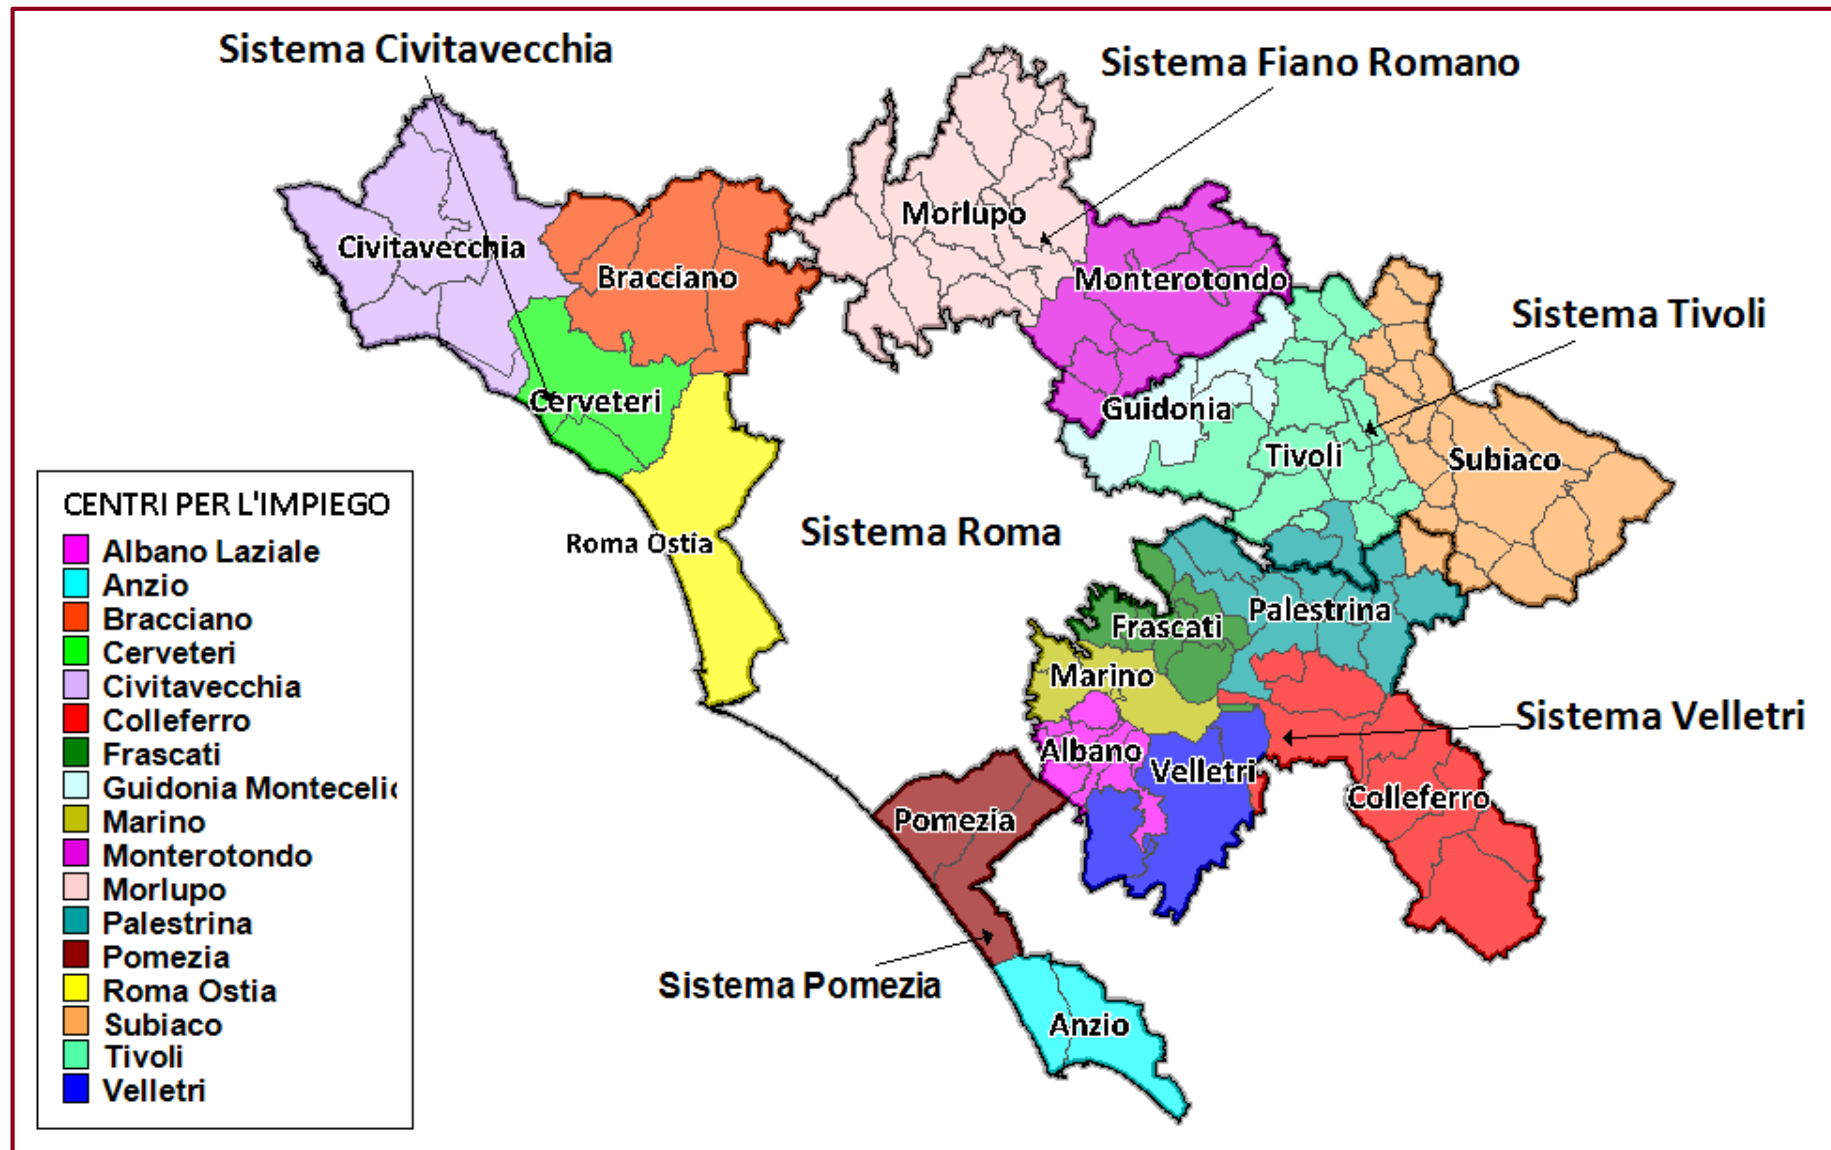 Sistema Civitavecchia
Sistema Fiano Romano
Morlupo
Civitavecchia
Bracciano
Monterotondo
Sistema Tivoli
Cerveteri
Guidonia
Tivoli
Subiaco
Roma Ostia
Sistema Roma
Palestrina
Frascati
Marino
Sistema Velletri
Albano
Velletri
Colleferro
Pomezia
Sistema Pomezia
Anzio
CENTRI PER L'IMPIEGO
Albano Laziale
Anzio
Bracciano
Cerveteri
Civitavecchia
Colleferro
Frascati
Guidonia Montecelic
Marino
Monterotondo
Morlupo
Palestrina
Pomezia
Roma Ostia
Subiaco
Tivoli
Velletri